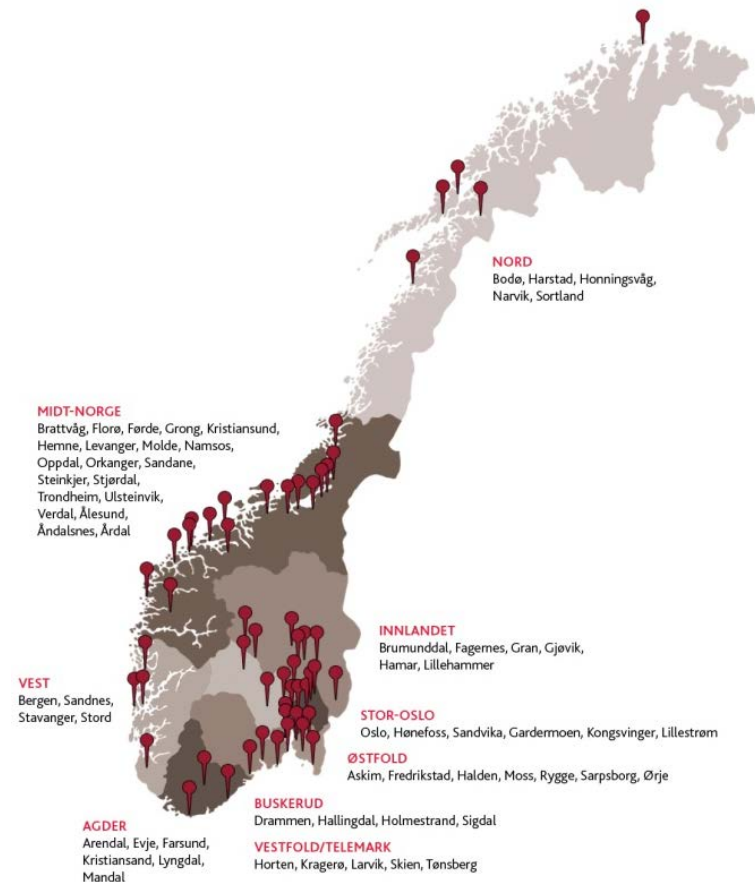 NORD
Bodø, Harstad, Honningsvåg,
Narvik, Sortland
MIDT-NORGE
Brattvåg, Florø, Førde, Grong, Kristiansund,
Hemne, Levanger, Molde, Namsos,
Oppdal, Orkanger, Sandane,
Steinkjer, Stjørdal,
Trondheim, Ulsteinvik,
Verdal, Ålesund,
Åndalsnes, Årdal
INNLANDET
Brumunddal, Fagernes, Gran, Gjøvik,
Hamar, Lillehammer
VEST
Bergen, Sandnes,
Stavanger, Stord
STOR-OSLO
Oslo, Hønefoss, Sandvika, Gardermoen, Kongsvinger, Lillestrøm
ØSTFOLD
Askim, Fredrikstad, Halden, Moss, Rygge, Sarpsborg, Ørje
BUSKERUD
Drammen, Hallingdal, Holmestrand, Sigdal
AGDER
Arendal, Evje, Farsund,
Kristiansand, Lyngdal,
Mandal
VESTFOLD/TELEMARK
Horten, Kragerø, Larvik, Skien, Tønsberg